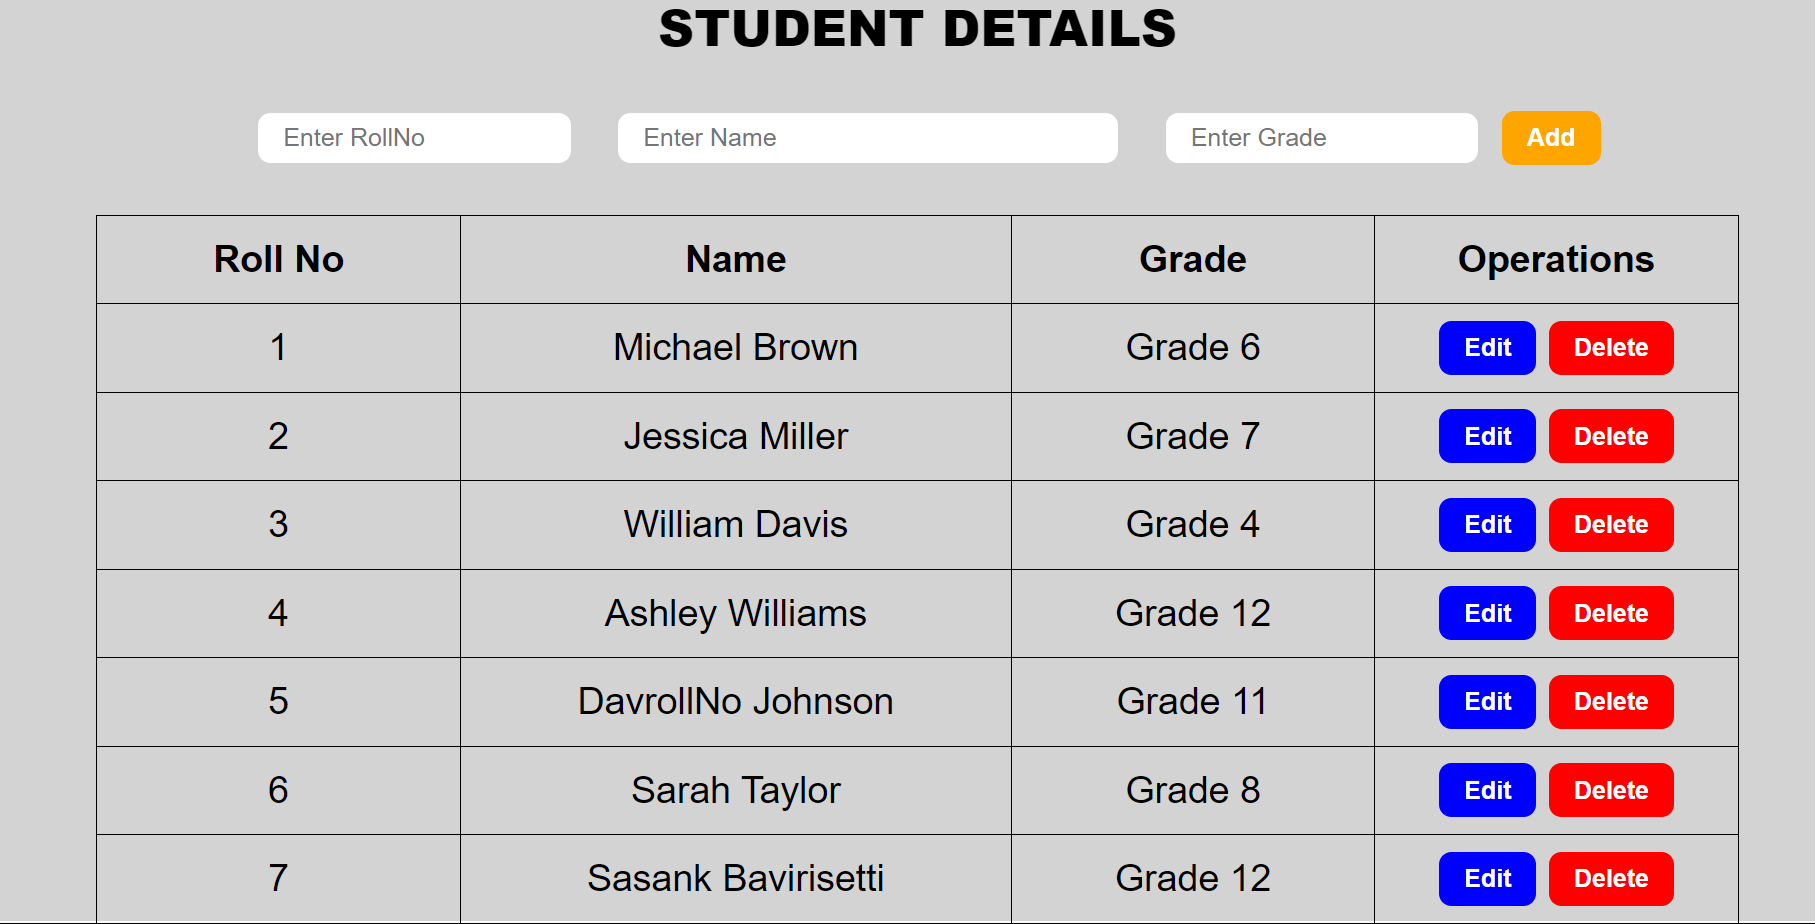 STUDENT DETAILS
Enter RollNo Enter Name Enter Grade Add
Roll No Name Grade Operations
1 Michael Brown Grade 6 Edit Delete
2 Jessica Miller Grade 7 Edit Delete
3 William Davis Grade 4 Edit Delete
4 Ashley Williams Grade 12 Edit Delete
5 DavrollNo Johnson Grade 11 Edit Delete
6 Sarah Taylor Grade 8 Edit Delete
7 Sasank Bavirisetti Grade 12 Edit Delete